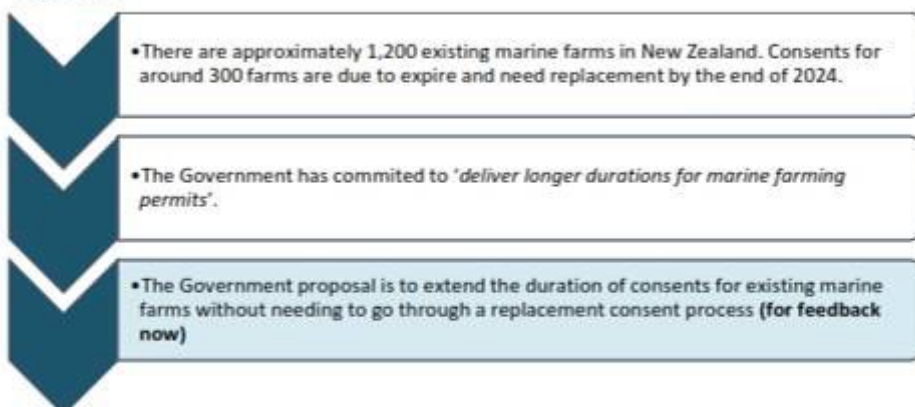 •There are approximately 1,200 existing marine farms in New Zealand. Consents for
around 300 farms are due to expire and need replacement by the end of 2024.
•The Government has commited to 'deliver longer durations for marine farming
permits'.
•The Government proposal is to extend the duration of consents for existing marine
farms without needing to go through a replacement consent process (for feedback
now)